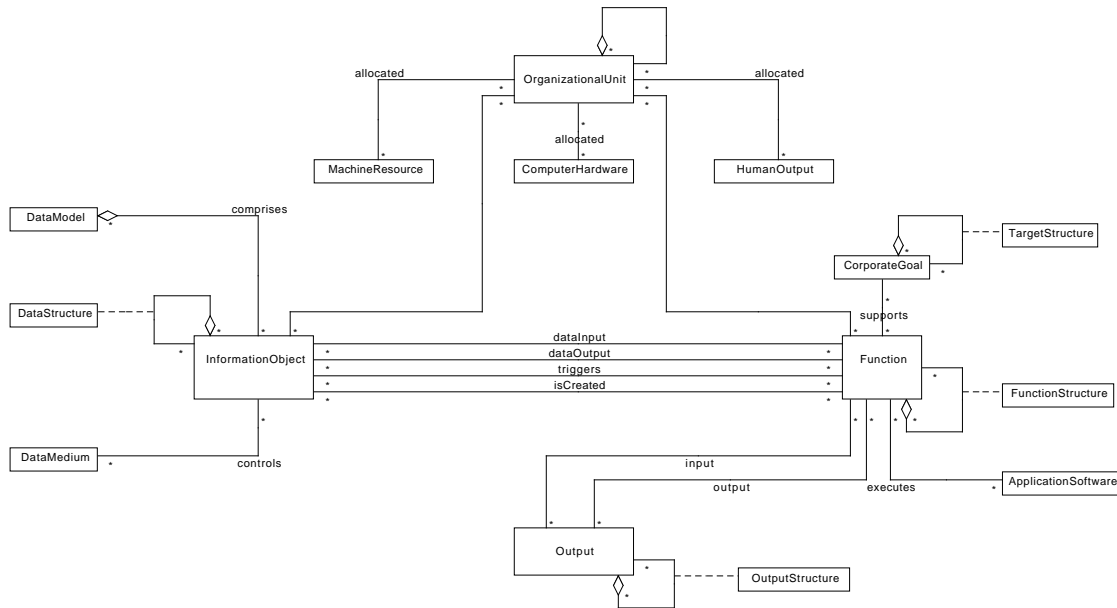 *
OrganizationalUnit
*
allocated
*
*
allocated
*
*
*
*
allocated
*
*
*
MachineResource
ComputerHardware
HumanOutput
DataModel
*
comprises
TargetStructure
*
CorporateGoal
*
*
supports
DataStructure
*
*
*
*
*
*
dataInput
InformationObject
*
dataOutput
*
Function
*
triggers
*
*
*
isCreated
*
*
*
FunctionStructure
*
*
*
*
*
*
DataMedium
*
controls
input
output
executes
*
ApplicationSoftware
*
*
Output
*
*
OutputStructure